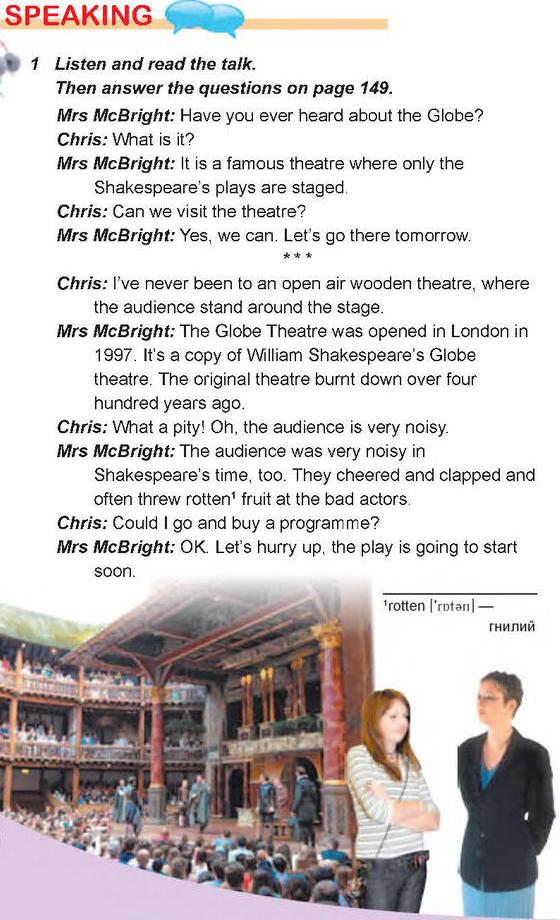 SPEAKING
1 Listen and read the talk.
Then answer the questions on page 149.
Mrs McBright: Have you ever heard about the Globe?
Chris: What is it?
Mrs McBright: It is a famous theatre where only the
Shakespeare's plays are staged.
Chris: Can we visit the theatre?
Mrs McBright: Yes, we can. Let's go there tomorrow.
* * *
Chris: I've never been to an open air wooden theatre, where
the audience stand around the stage.
Mrs McBright: The Globe Theatre was opened in London in
1997. It's a copy of William Shakespeare's Globe
theatre. The original theatre burnt down over four
hundred years ago.
Chris: What a pity! Oh, the audience is very noisy.
Mrs McBright: The audience was very noisy in
Shakespeare's time, too. They cheered and clapped and
often threw rotten¹ fruit at the bad actors.
Chris: Could I go and buy a programme?
Mrs McBright: OK. Let's hurry up, the play is going to start
soon.
¹rotten ['rɒtən] —
гнилий